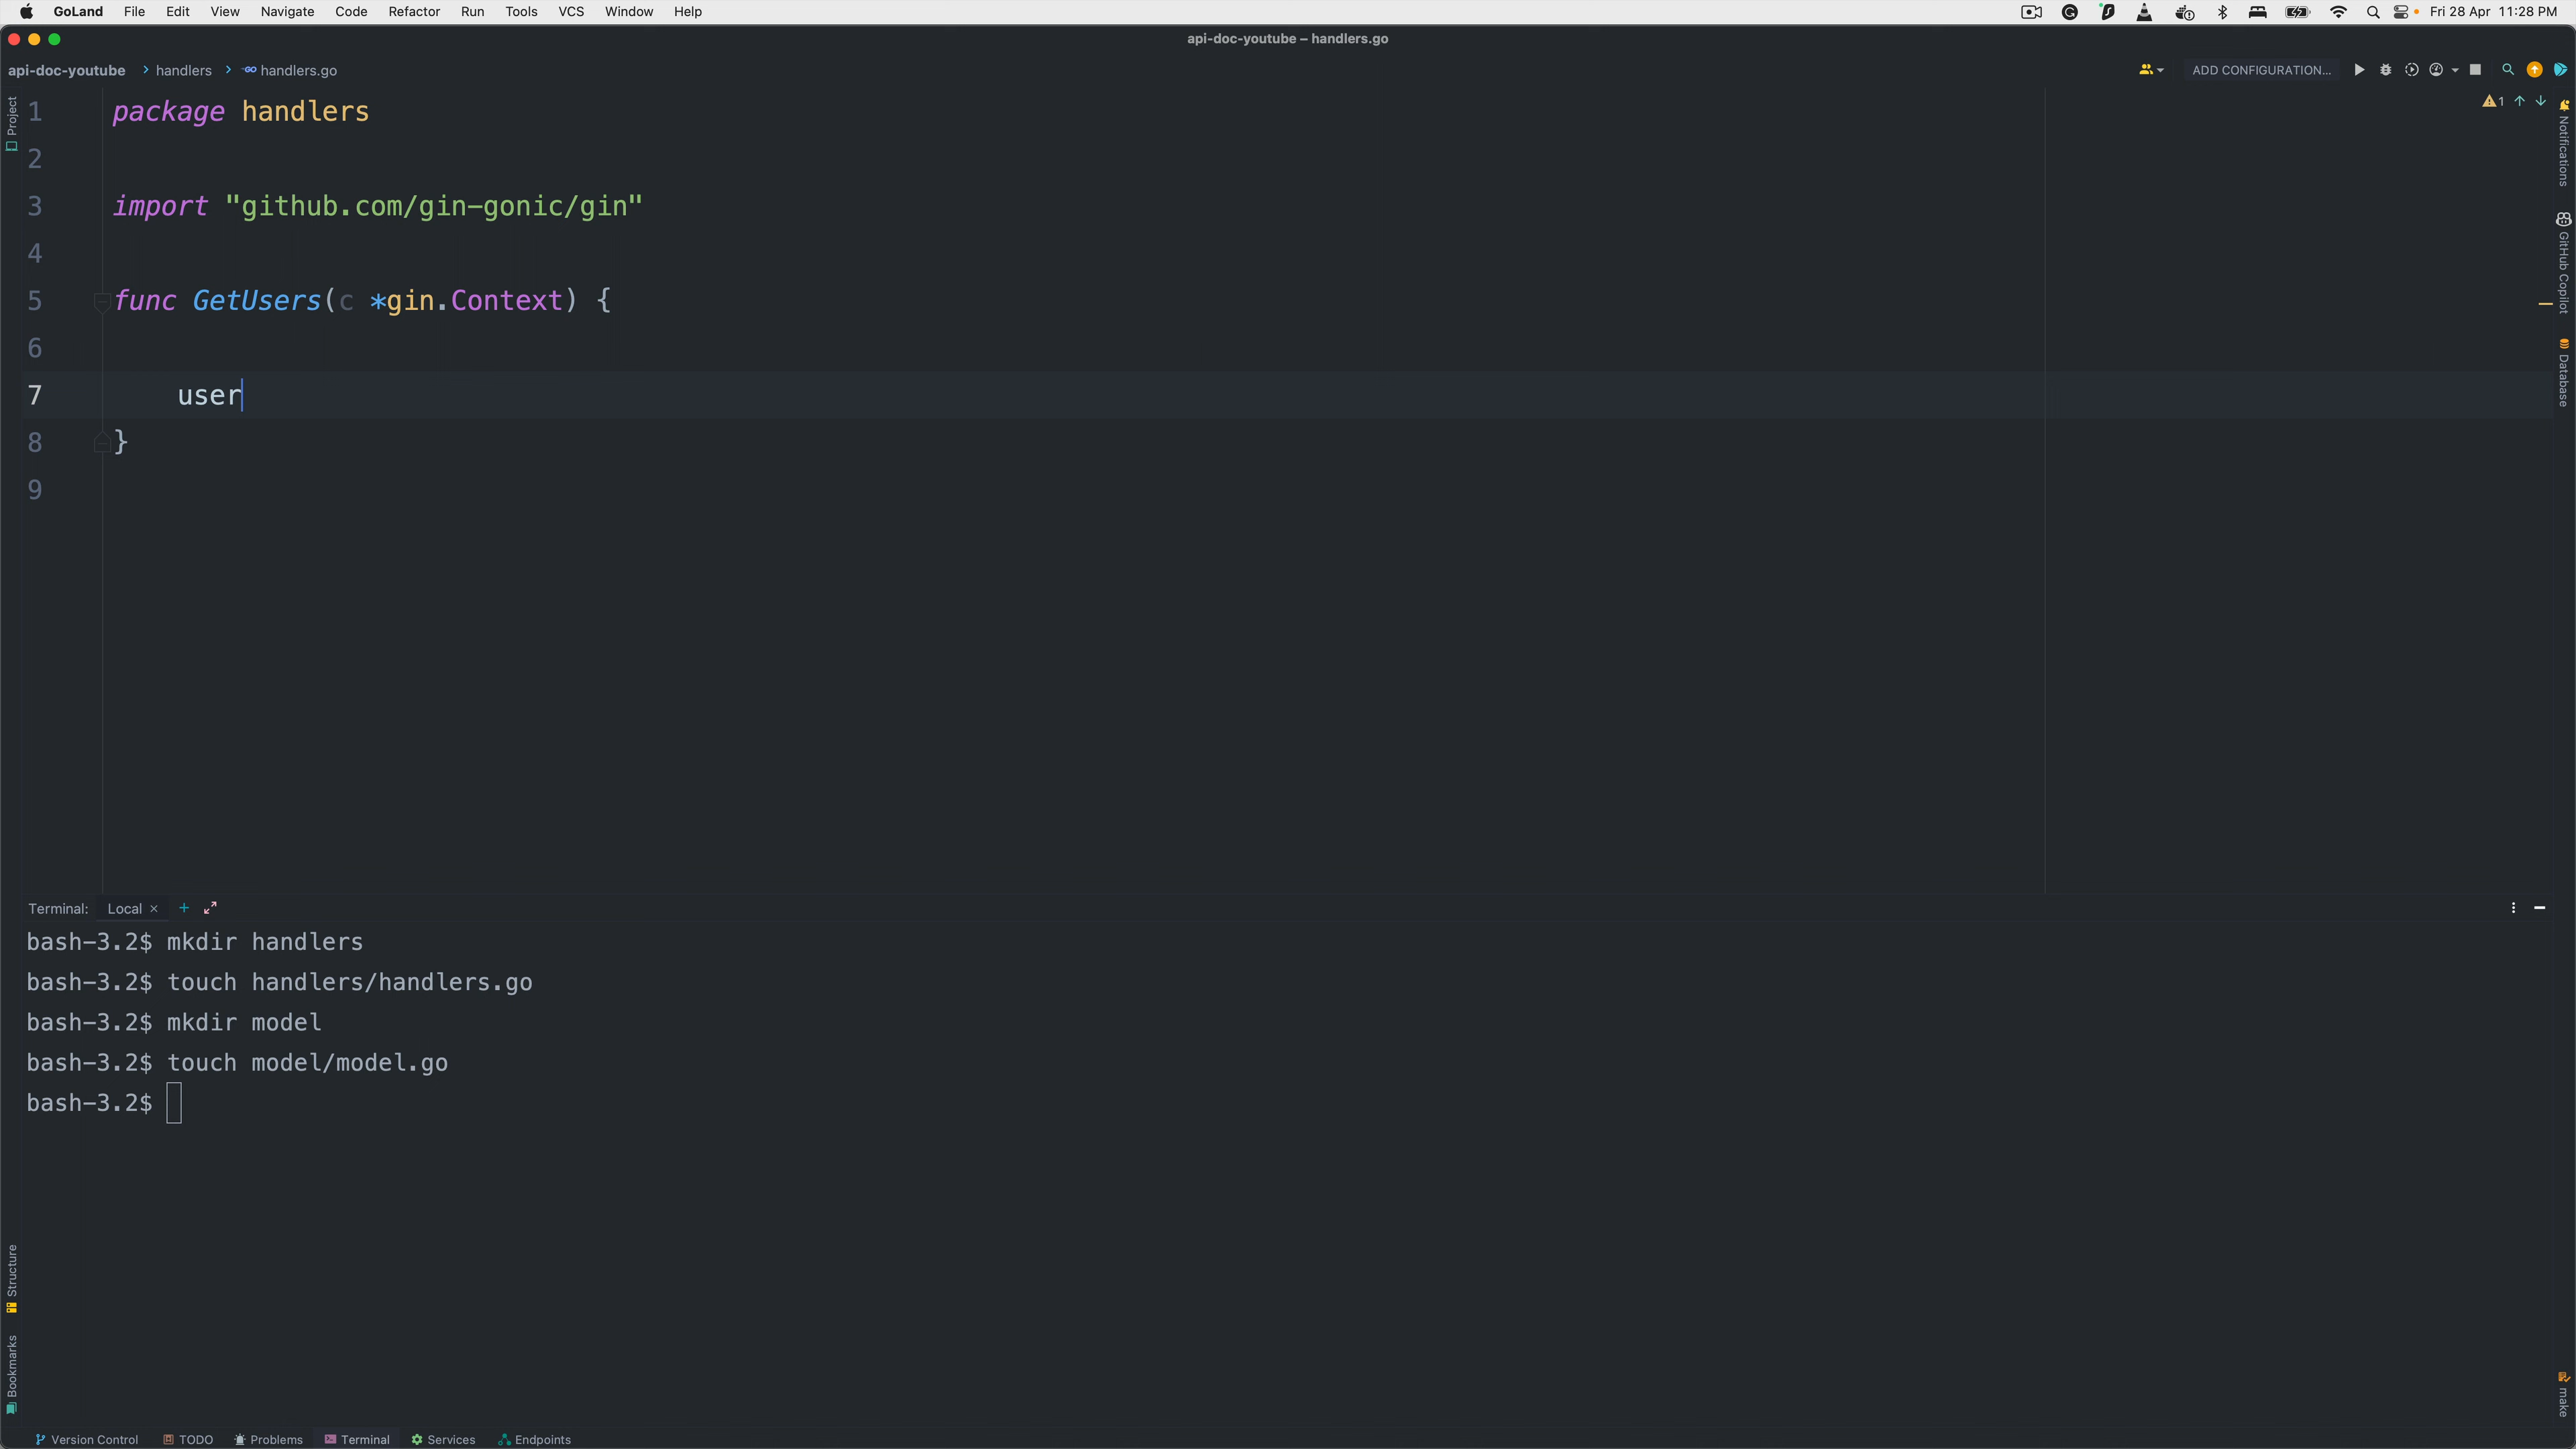 GoLand File Edit View Navigate Code Refactor Run Tools VCS Window Help Fri 28 Apr 11:28 PM
api-doc-youtube – handlers.go
api-doc-youtube handlers handlers.go ADD CONFIGURATION...
1 package handlers
2
3 import "github.com/gin-gonic/gin"
4
5 func GetUsers(c *gin.Context) {
6
7 user
8 }
9
1
Project
Structure
Bookmarks
Notifications
GitHub Copilot
Database
make
Terminal: Local
bash-3.2$ mkdir handlers
bash-3.2$ touch handlers/handlers.go
bash-3.2$ mkdir model
bash-3.2$ touch model/model.go
bash-3.2$
Version Control TODO Problems Terminal Services Endpoints